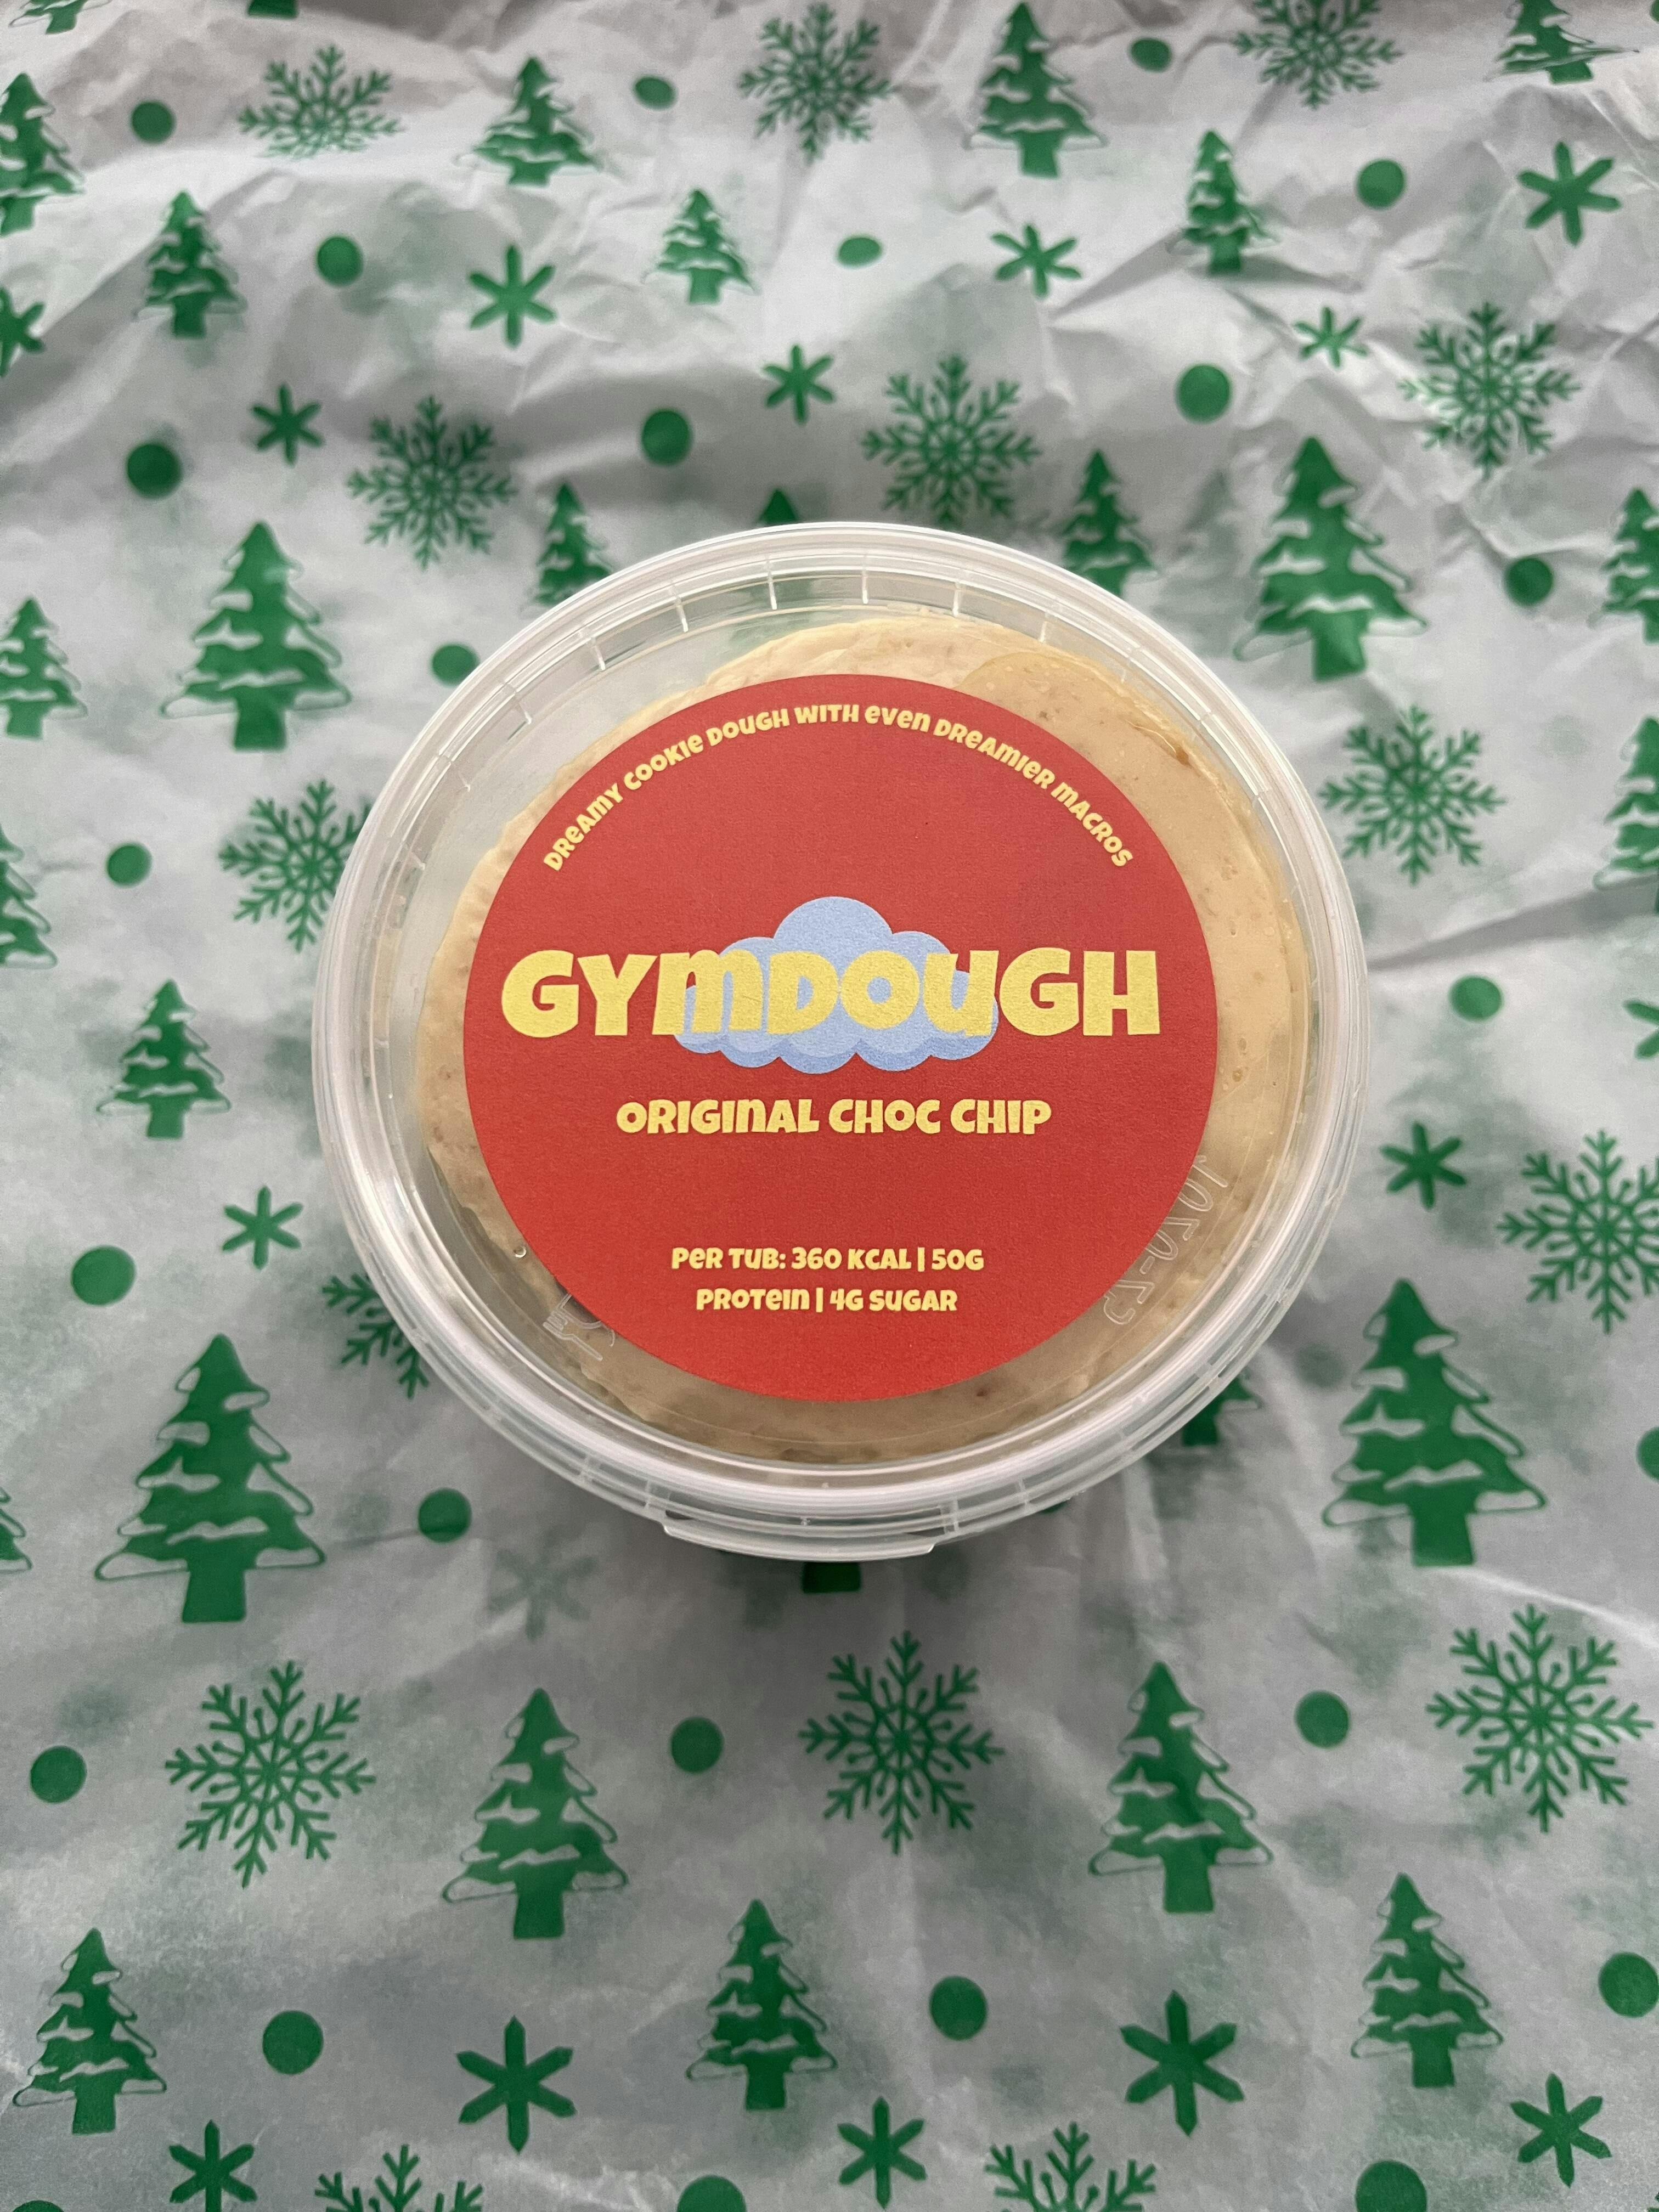 DREAMY COOKIE DOUGH WITH EVEN DREAMIER MACROS
GYMDOUGH
ORIGINAL CHOC CHIP
PER TUB: 360 KCAL | 50G
PROTEIN | 4G SUGAR